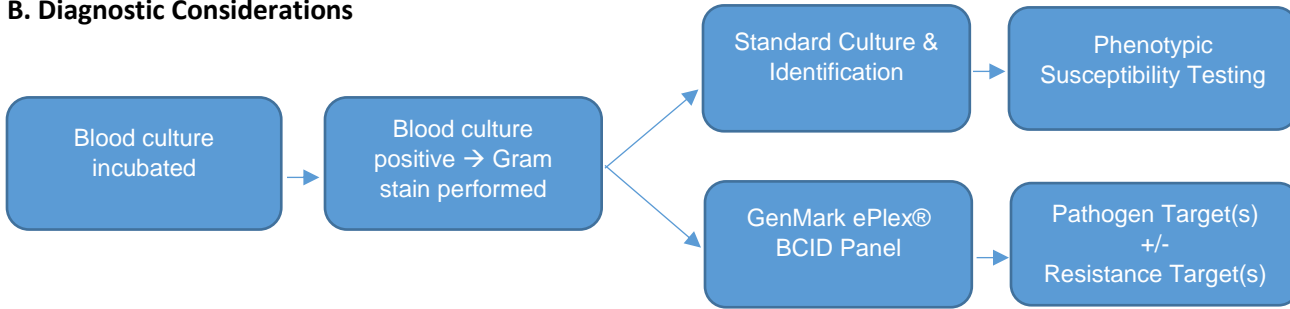 B. Diagnostic Considerations
Blood culture
incubated
Blood culture
positive → Gram
stain performed
Standard Culture &
Identification
Phenotypic
Susceptibility Testing
GenMark ePlex®
BCID Panel
Pathogen Target(s)
+/-
Resistance Target(s)